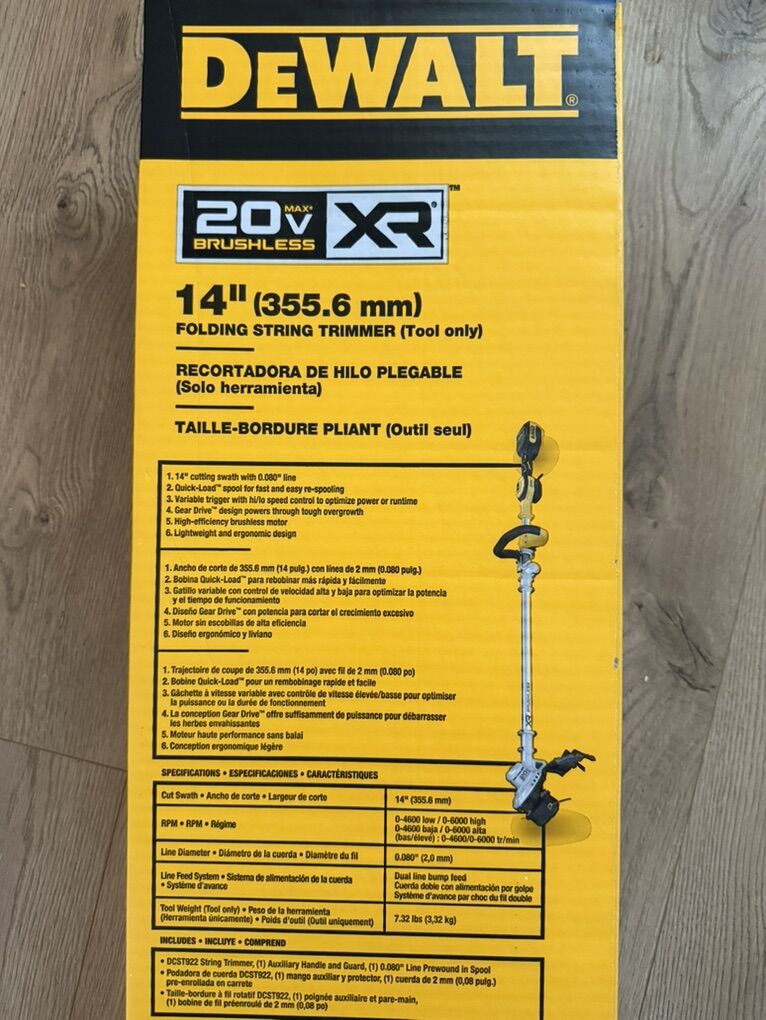 DEWALT®
20V MAX* XR® ™
BRUSHLESS
14" (355.6 mm)
FOLDING STRING TRIMMER (Tool only)
RECORTADORA DE HILO PLEGABLE
(Solo herramienta)
TAILLE-BORDURE PLIANT (Outil seul)
1. 14" cutting swath with 0.080" line
2. Quick-Load™ spool for fast and easy re-spooling
3. Variable trigger with hi/lo speed control to optimize power or runtime
4. Gear Drive™ design powers through tough overgrowth
5. High-efficiency brushless motor
6. Lightweight and ergonomic design
1. Ancho de corte de 355.6 mm (14 pulg.) con línea de 2 mm (0.080 pulg.)
2. Bobina Quick-Load™ para rebobinar más rápida y fácilmente
3. Gatillo variable con control de velocidad alta y baja para optimizar la potencia
y el tiempo de funcionamiento
4. Diseño Gear Drive™ con potencia para cortar el crecimiento excesivo
5. Motor sin escobillas de alta eficiencia
6. Diseño ergonómico y liviano
1. Trajectoire de coupe de 355.6 mm (14 po) avec fil de 2 mm (0.080 po)
2. Bobine Quick-Load™ pour un rembobinage rapide et facile
3. Gâchette à vitesse variable avec contrôle de vitesse élevée/basse pour optimiser
la puissance ou la durée de fonctionnement
4. La conception Gear Drive™ offre suffisamment de puissance pour débarrasser
les herbes envahissantes
5. Moteur haute performance sans balai
6. Conception ergonomique légère
XR BRUSHLESS
SPECIFICATIONS • ESPECIFICACIONES • CARACTÉRISTIQUES
Cut Swath • Ancho de corte • Largeur de corte 14" (355.6 mm)
RPM • RPM • Régime 0-4600 low / 0-6000 high
0-4600 baja / 0-6000 alta
(bas/élevé) : 0-4600/0-6000 tr/min
Line Diameter • Diámetro de la cuerda • Diamètre du fil 0.080" (2,0 mm)
Line Feed System • Sistema de alimentación de la cuerda Dual line bump feed
• Système d'avance Cuerda doble con alimentación por golpe
Système d'avance par choc du fil double
Tool Weight (Tool only) • Peso de la herramienta
(Herramienta únicamente) • Poids d'outil (Outil uniquement) 7.32 lbs (3,32 kg)
INCLUDES • INCLUYE • COMPREND
• DCST922 String Trimmer, (1) Auxiliary Handle and Guard, (1) 0.080" Line Prewound in Spool
• Podadora de cuerda DCST922, (1) mango auxiliar y protector, (1) cuerda de 2 mm (0,08 pulg.)
pre-enrollada en carrete
• Taille-bordure à fil rotatif DCST922, (1) poignée auxiliaire et pare-main,
(1) bobine de fil préenroulé de 2 mm (0,08 po)